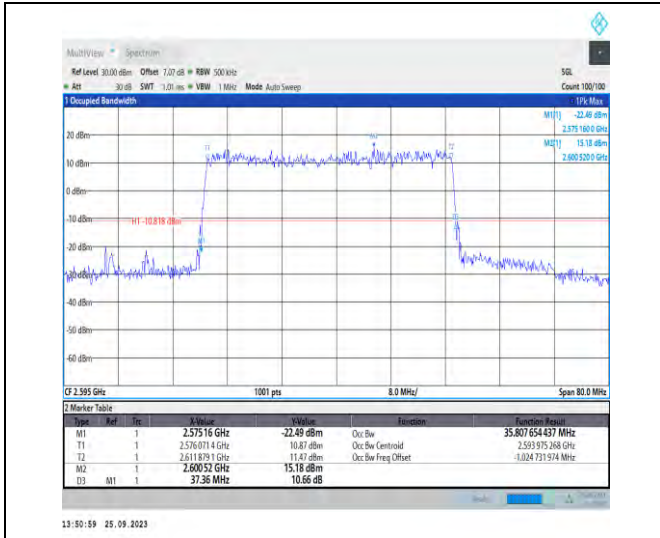 MultiView Spectrum
Ref Level 30.00 dBm Offset 7.07 dB RBW 500 kHz SGL
Att 30 dB SWT 1.01 ms VBW 1 MHz Mode Auto Sweep Count 100/100
1 Occupied Bandwidth 1Pk Max
M1[1] -22.49 dBm
2.575 160 0 GHz
M2[1] 15.18 dBm
2.600 520 0 GHz
20 dBm
10 dBm
0 dBm
-10 dBm
H1 -10.818 dBm
-20 dBm
-30 dBm
-40 dBm
-50 dBm
-60 dBm
CF 2.595 GHz 1001 pts 8.0 MHz/ Span 80.0 MHz
2 Marker Table
Type Ref Trc X-Value Y-Value Function Function Result
M1 1 2.57516 GHz -22.49 dBm Occ Bw 35.807 654 437 MHz
T1 1 2.576 071 4 GHz 10.87 dBm Occ Bw Centroid 2.593 975 268 GHz
T2 1 2.611 879 1 GHz 11.47 dBm Occ Bw Freq Offset -1.024 731 974 MHz
M2 1 2.60052 GHz 15.18 dBm
D3 M1 1 37.36 MHz 10.66 dB
13:50:59 25.09.2023